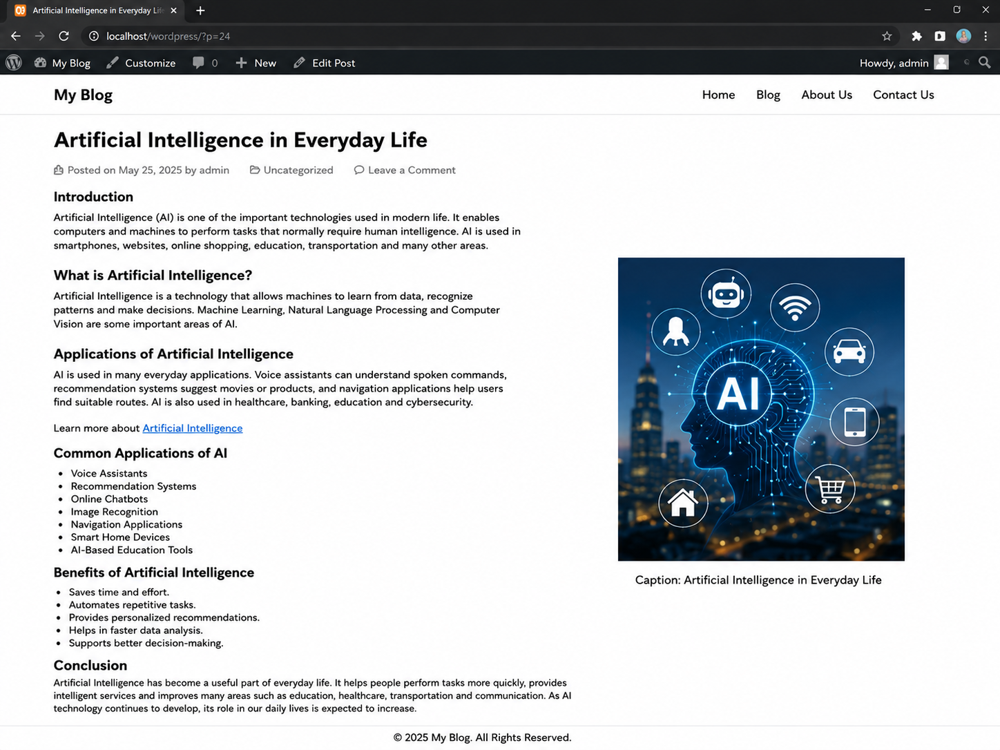 Artificial Intelligence in Everyday Life
localhost/wordpress/?p=24
My Blog
Customize
0
New
Edit Post
Howdy, admin
My Blog
Home
Blog
About Us
Contact Us
Artificial Intelligence in Everyday Life
Posted on May 25, 2025 by admin
Uncategorized
Leave a Comment
Introduction
Artificial Intelligence (AI) is one of the important technologies used in modern life. It enables
computers and machines to perform tasks that normally require human intelligence. AI is used in
smartphones, websites, online shopping, education, transportation and many other areas.
What is Artificial Intelligence?
Artificial Intelligence is a technology that allows machines to learn from data, recognize
patterns and make decisions. Machine Learning, Natural Language Processing and Computer
Vision are some important areas of AI.
Applications of Artificial Intelligence
AI is used in many everyday applications. Voice assistants can understand spoken commands,
recommendation systems suggest movies or products, and navigation applications help users
find suitable routes. AI is also used in healthcare, banking, education and cybersecurity.
Learn more about Artificial Intelligence
Common Applications of AI
• Voice Assistants
• Recommendation Systems
• Online Chatbots
• Image Recognition
• Navigation Applications
• Smart Home Devices
• AI-Based Education Tools
Benefits of Artificial Intelligence
• Saves time and effort.
• Automates repetitive tasks.
• Provides personalized recommendations.
• Helps in faster data analysis.
• Supports better decision-making.
Conclusion
Artificial Intelligence has become a useful part of everyday life. It helps people perform tasks more quickly, provides
intelligent services and improves many areas such as education, healthcare, transportation and communication. As AI
technology continues to develop, its role in our daily lives is expected to increase.
AI
Caption: Artificial Intelligence in Everyday Life
© 2025 My Blog. All Rights Reserved.